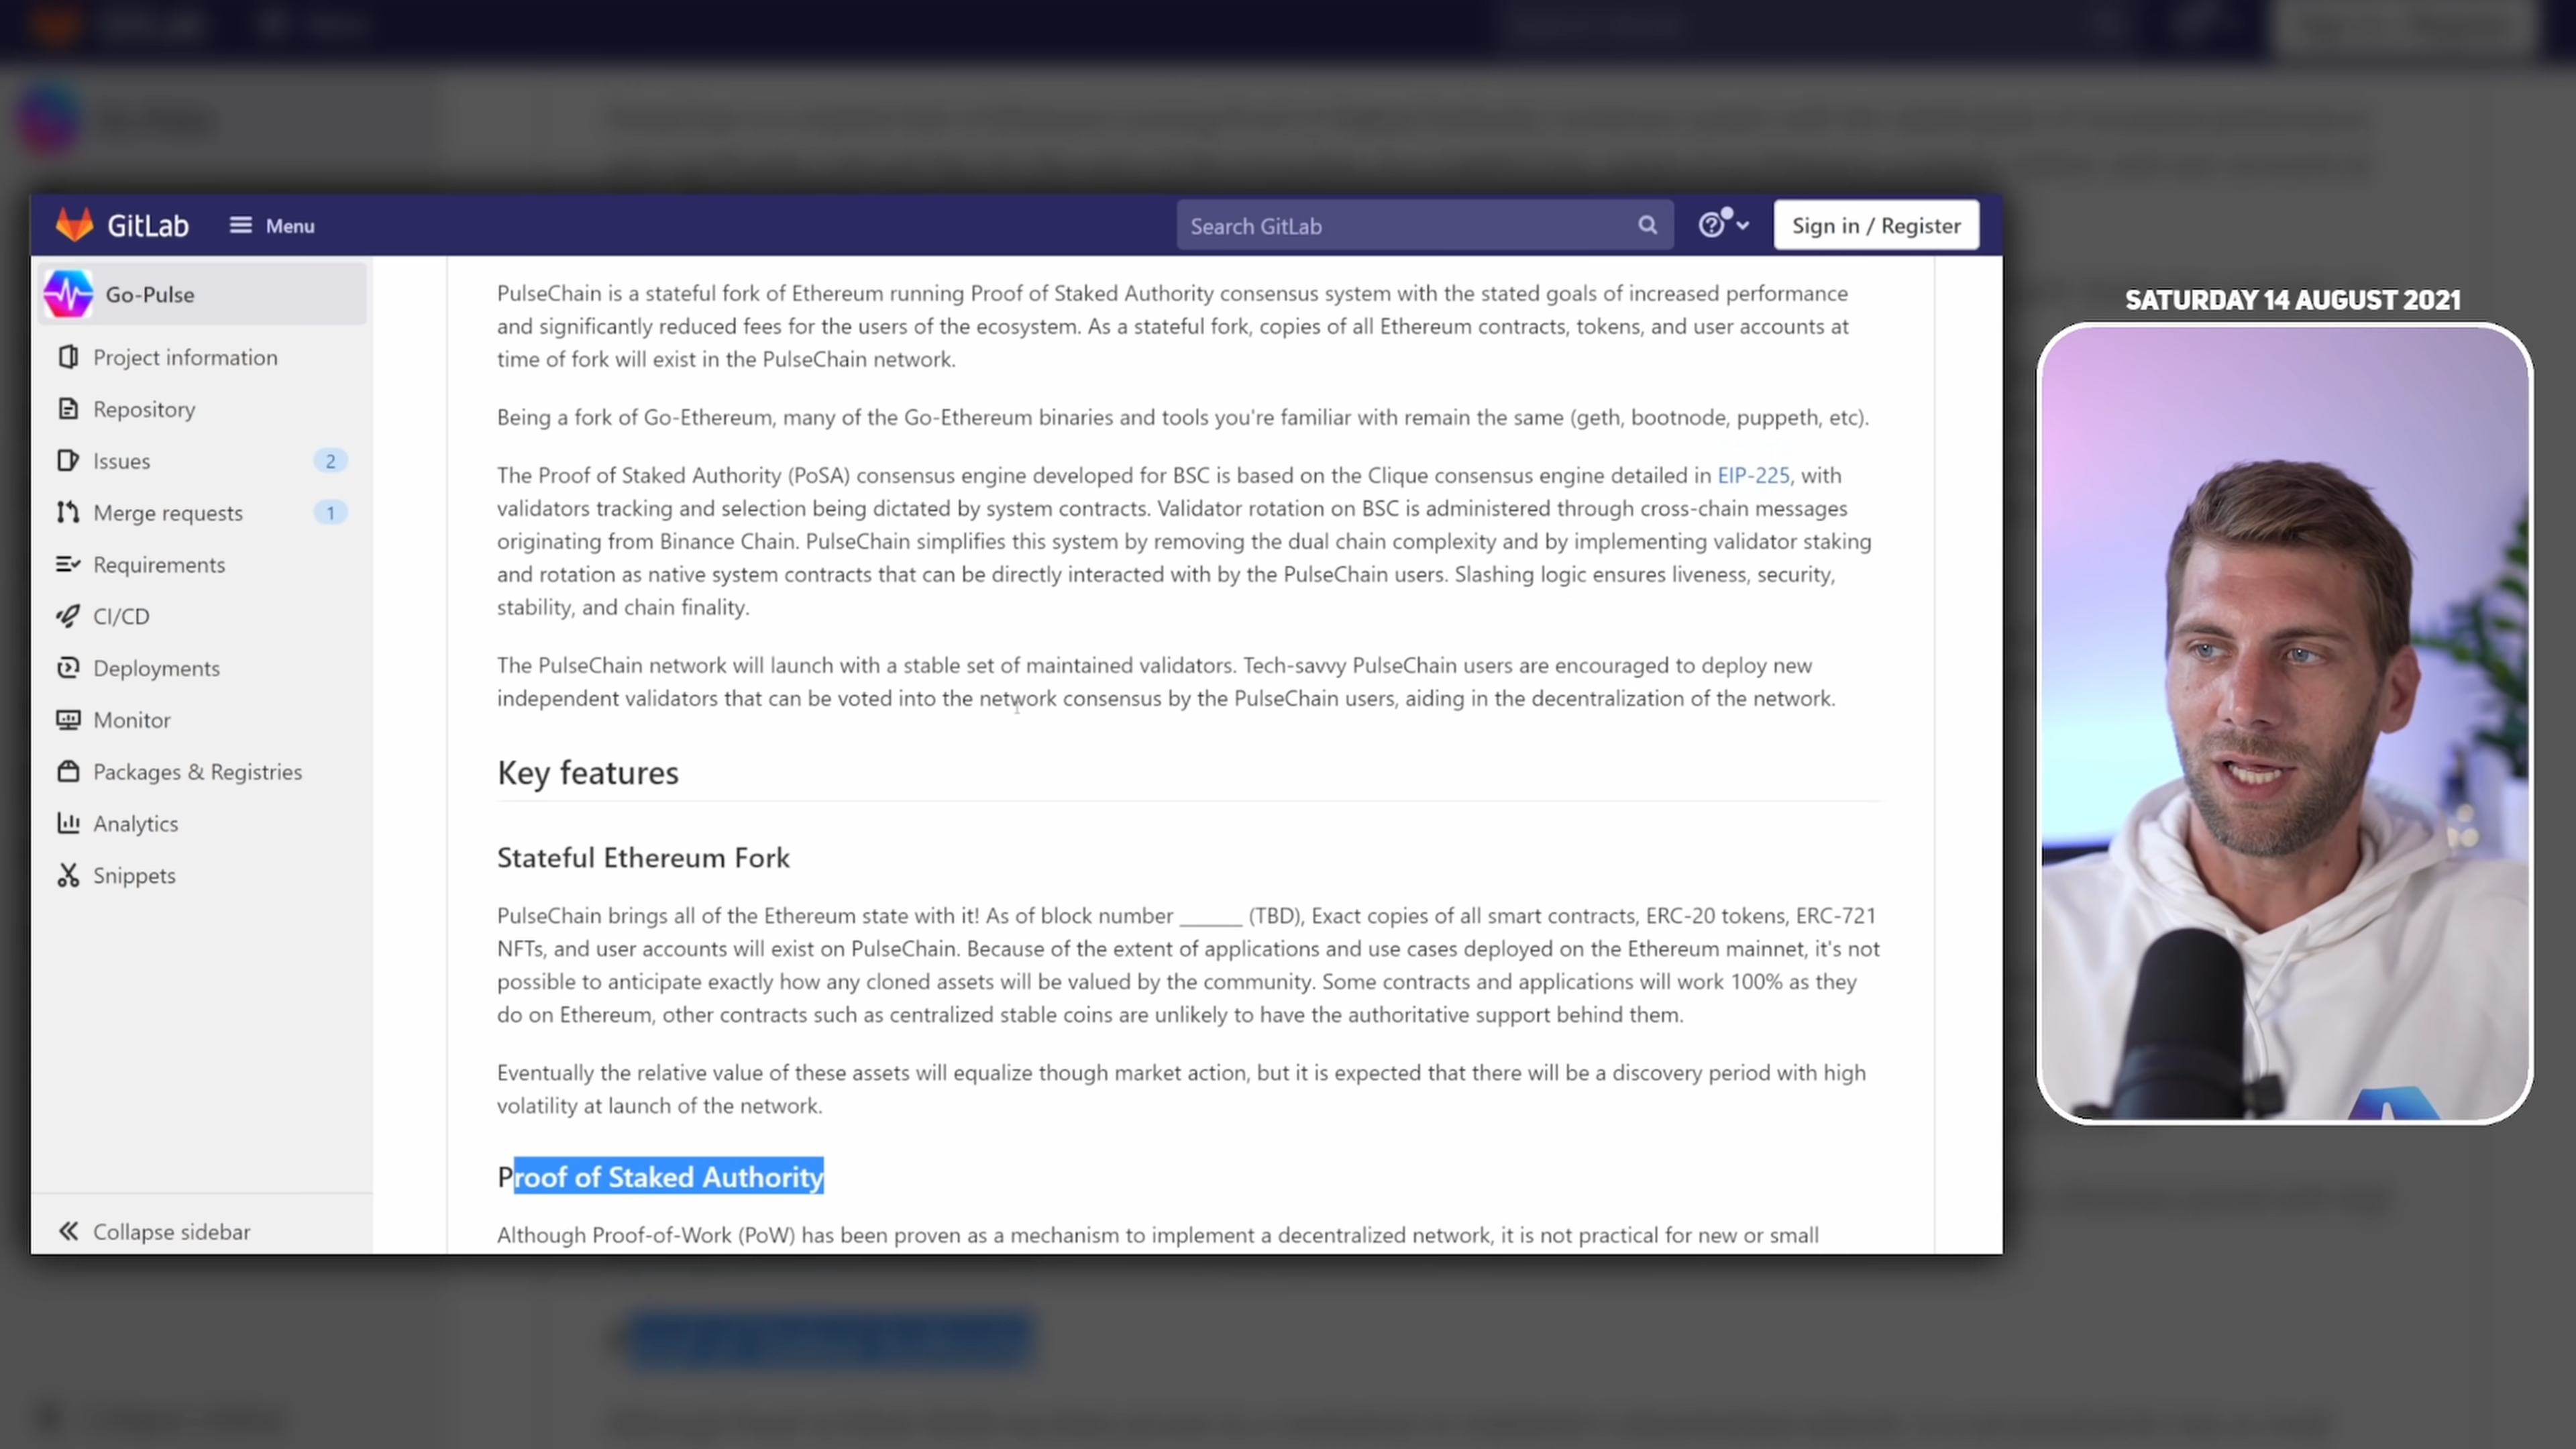 GitLab
Menu
Search GitLab
Sign in / Register
Go-Pulse
Project information
Repository
Issues 2
Merge requests 1
Requirements
CI/CD
Deployments
Monitor
Packages & Registries
Analytics
Snippets
Collapse sidebar
PulseChain is a stateful fork of Ethereum running Proof of Staked Authority consensus system with the stated goals of increased performance
and significantly reduced fees for the users of the ecosystem. As a stateful fork, copies of all Ethereum contracts, tokens, and user accounts at
time of fork will exist in the PulseChain network.
Being a fork of Go-Ethereum, many of the Go-Ethereum binaries and tools you're familiar with remain the same (geth, bootnode, puppeth, etc).
The Proof of Staked Authority (PoSA) consensus engine developed for BSC is based on the Clique consensus engine detailed in EIP-225, with
validators tracking and selection being dictated by system contracts. Validator rotation on BSC is administered through cross-chain messages
originating from Binance Chain. PulseChain simplifies this system by removing the dual chain complexity and by implementing validator staking
and rotation as native system contracts that can be directly interacted with by the PulseChain users. Slashing logic ensures liveness, security,
stability, and chain finality.
The PulseChain network will launch with a stable set of maintained validators. Tech-savvy PulseChain users are encouraged to deploy new
independent validators that can be voted into the network consensus by the PulseChain users, aiding in the decentralization of the network.
Key features
Stateful Ethereum Fork
PulseChain brings all of the Ethereum state with it! As of block number ______ (TBD), Exact copies of all smart contracts, ERC-20 tokens, ERC-721
NFTs, and user accounts will exist on PulseChain. Because of the extent of applications and use cases deployed on the Ethereum mainnet, it's not
possible to anticipate exactly how any cloned assets will be valued by the community. Some contracts and applications will work 100% as they
do on Ethereum, other contracts such as centralized stable coins are unlikely to have the authoritative support behind them.
Eventually the relative value of these assets will equalize though market action, but it is expected that there will be a discovery period with high
volatility at launch of the network.
Proof of Staked Authority
Although Proof-of-Work (PoW) has been proven as a mechanism to implement a decentralized network, it is not practical for new or small
SATURDAY 14 AUGUST 2021